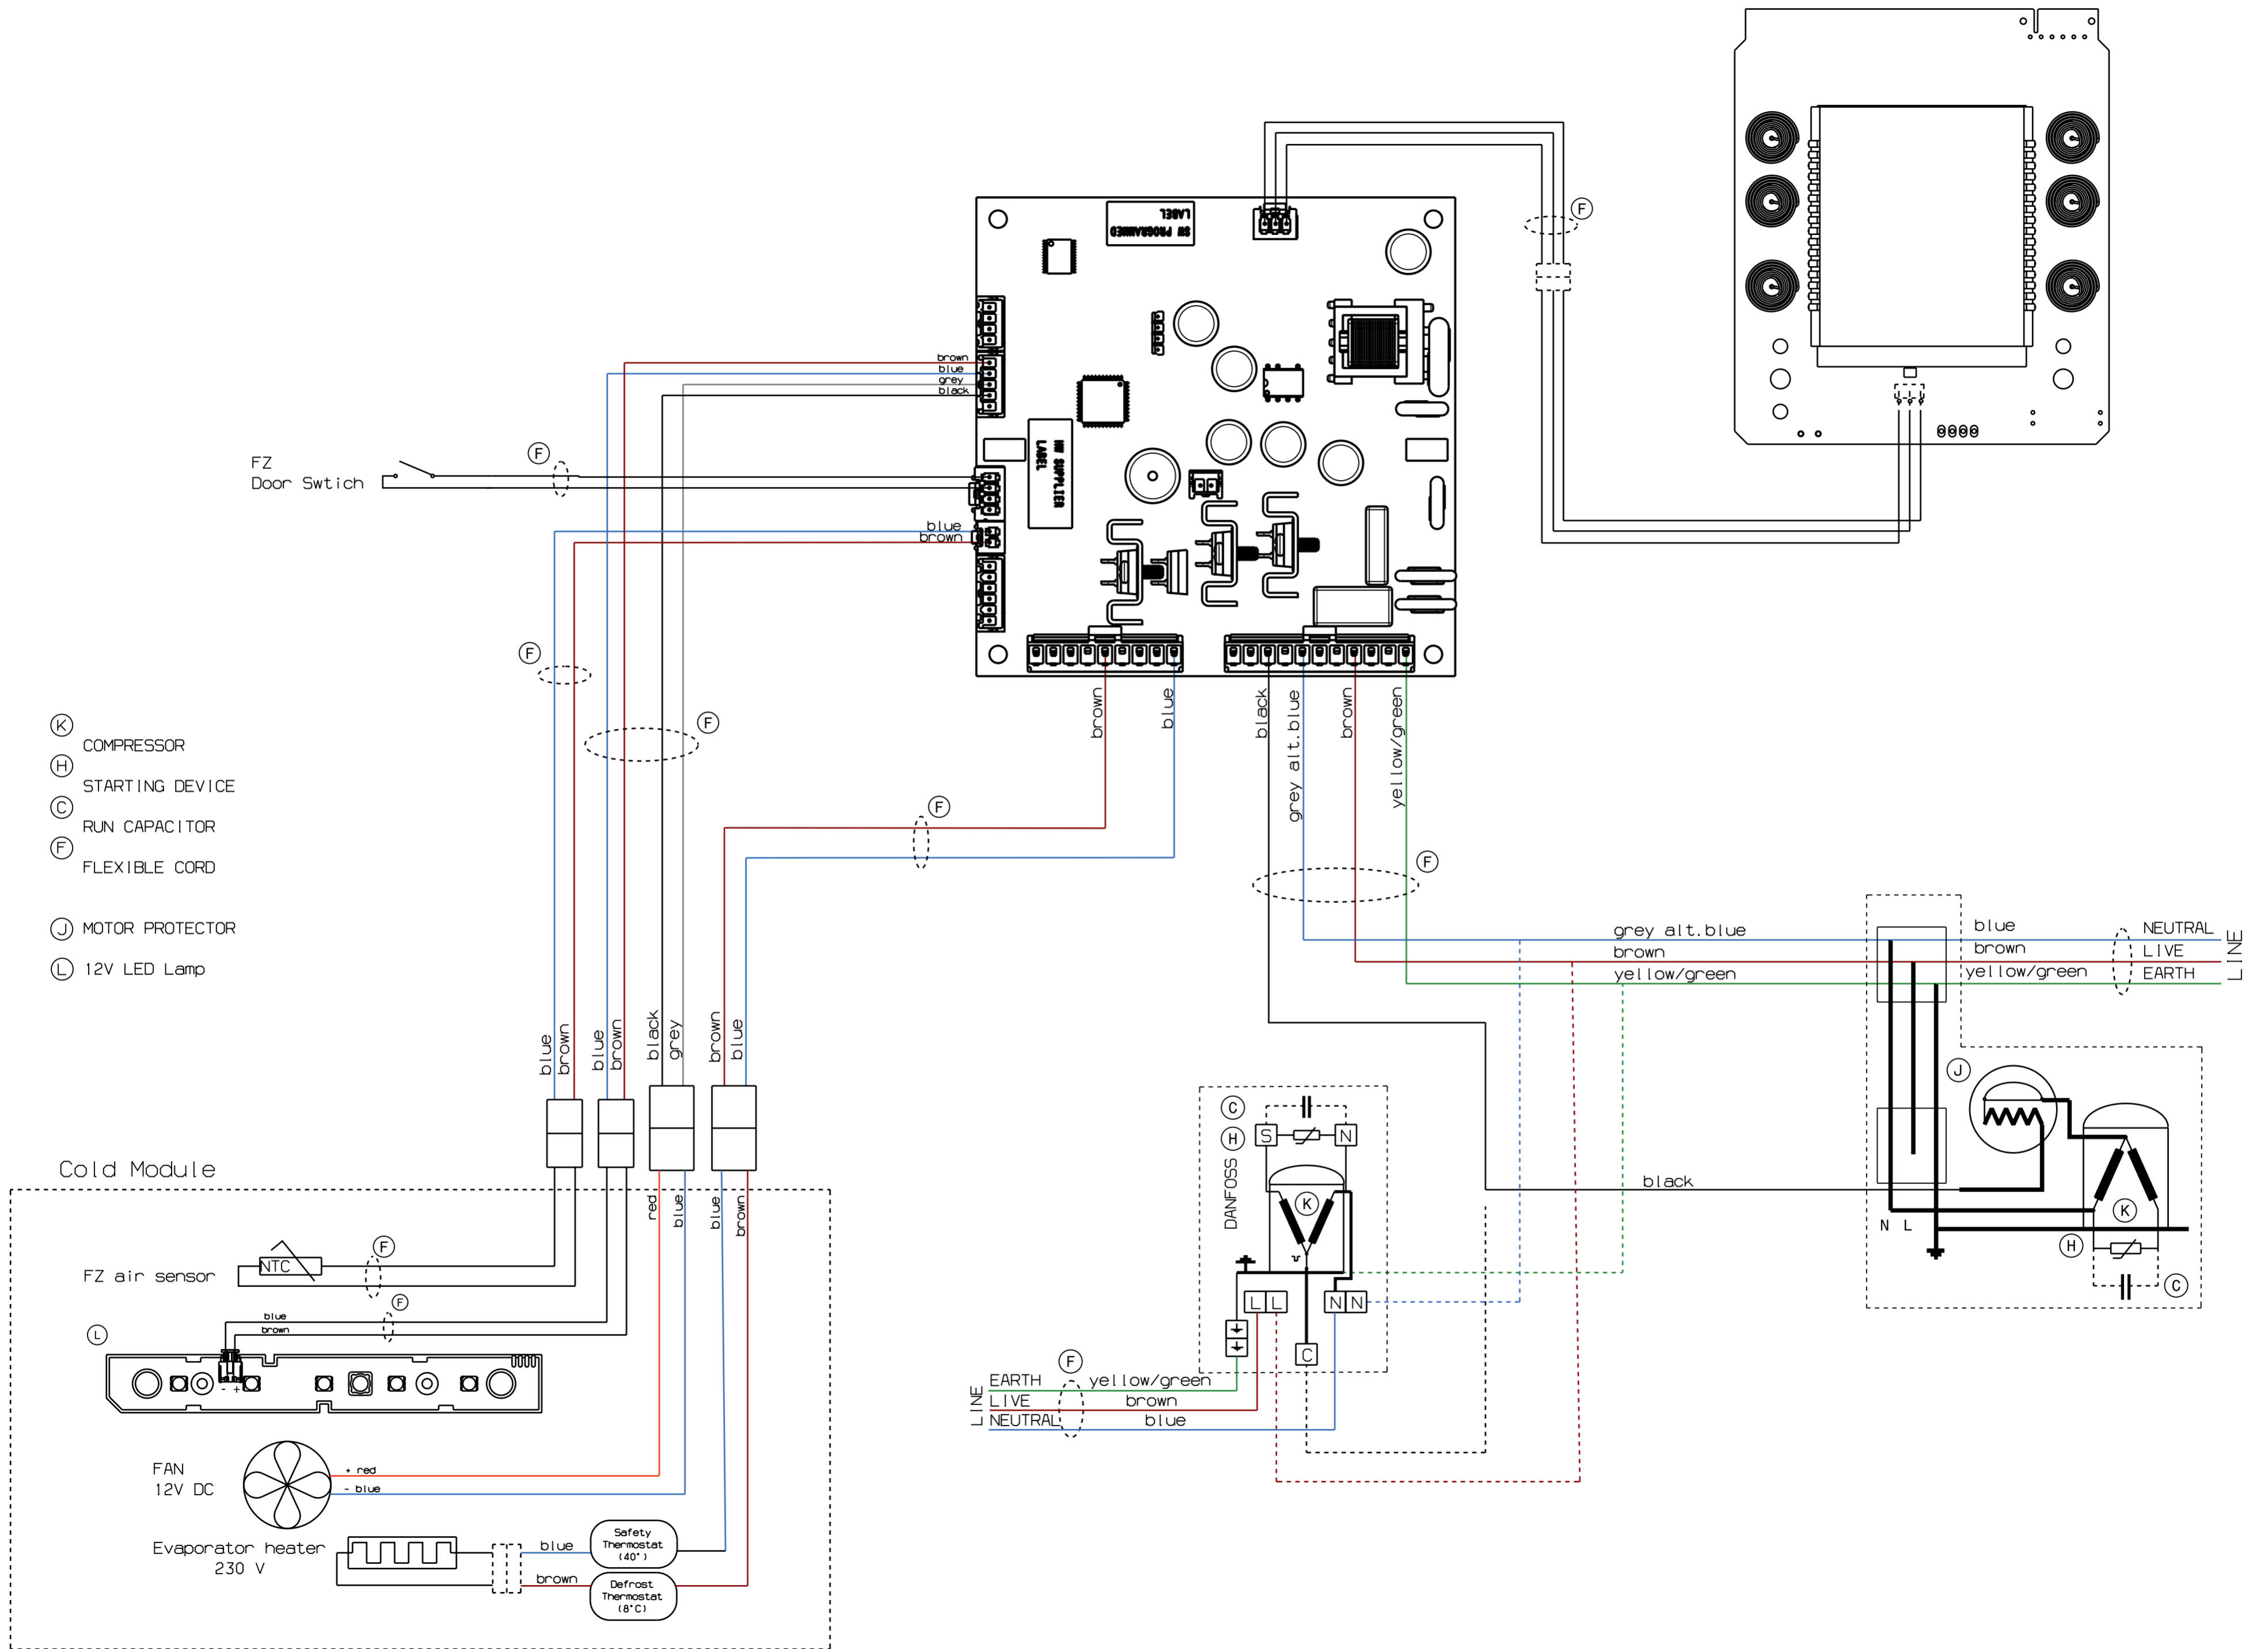 SW PROGRAMMED
LABEL
F
brown
blue
grey
black
FZ
Door Swtich
F
HW SUPPLIER
LABEL
blue
brown
F
F
brown
blue
black
grey alt.blue
brown
yellow/green
K
COMPRESSOR
H
STARTING DEVICE
C
RUN CAPACITOR
F
FLEXIBLE CORD
J MOTOR PROTECTOR
L 12V LED Lamp
F
F
grey alt.blue
brown
yellow/green
blue
brown
yellow/green
NEUTRAL
LIVE
EARTH
LINE
blue
brown
blue
brown
black
grey
brown
blue
J
C
H
S
N
DANFOSS
K
black
N L
K
H
C
Cold Module
red
blue
blue
brown
NTC
F
FZ air sensor
F
blue
brown
L
- +
L L
N N
C
F
EARTH yellow/green
LIVE brown
NEUTRAL blue
LINE
FAN
12V DC
+ red
- blue
Evaporator heater
230 V
blue
Safety
Thermostat
(40°)
brown
Defrost
Thermostat
(8°C)